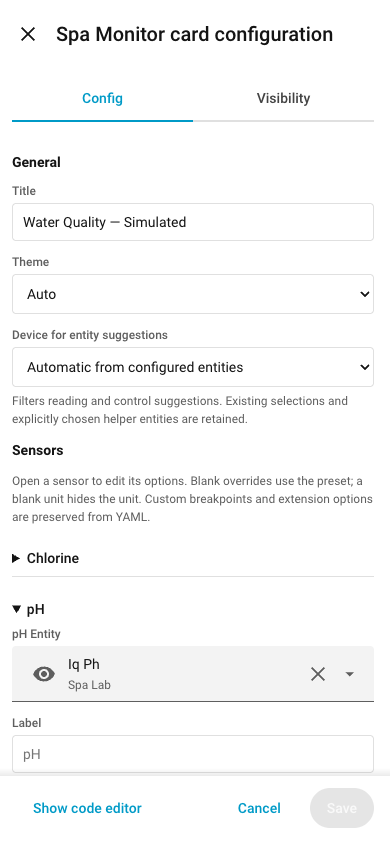 Spa Monitor card configuration
Config
Visibility
General
Title
Water Quality — Simulated
Theme
Auto
Device for entity suggestions
Automatic from configured entities
Filters reading and control suggestions. Existing selections and
explicitly chosen helper entities are retained.
Sensors
Open a sensor to edit its options. Blank overrides use the preset; a
blank unit hides the unit. Custom breakpoints and extension options
are preserved from YAML.
Chlorine
pH
pH Entity
Iq Ph
Spa Lab
Label
pH
Show code editor
Cancel
Save